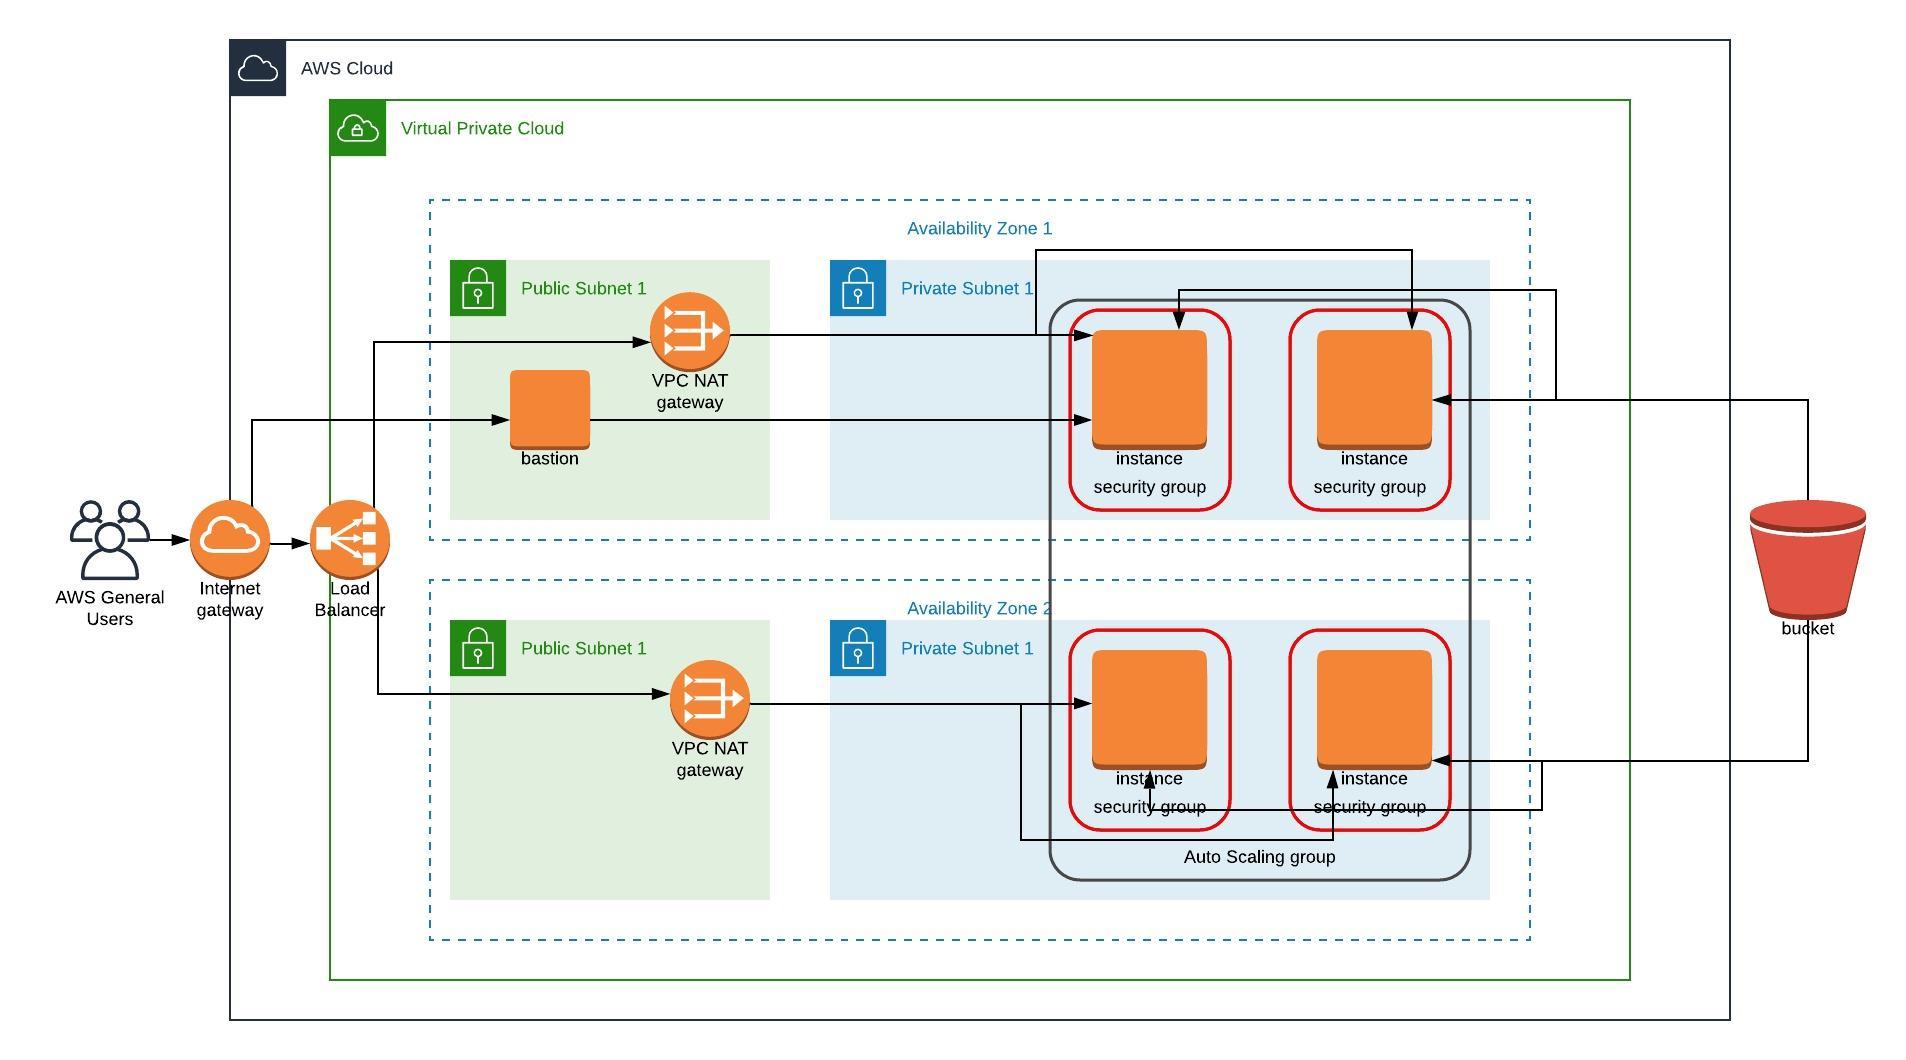 AWS Cloud
Virtual Private Cloud
Availability Zone 1
Public Subnet 1
Private Subnet 1
VPC NAT
gateway
bastion
instance
security group
instance
security group
AWS General
Users
Internet
gateway
Load
Balancer
bucket
Availability Zone 2
Public Subnet 1
Private Subnet 1
VPC NAT
gateway
instance
security group
instance
security group
Auto Scaling group